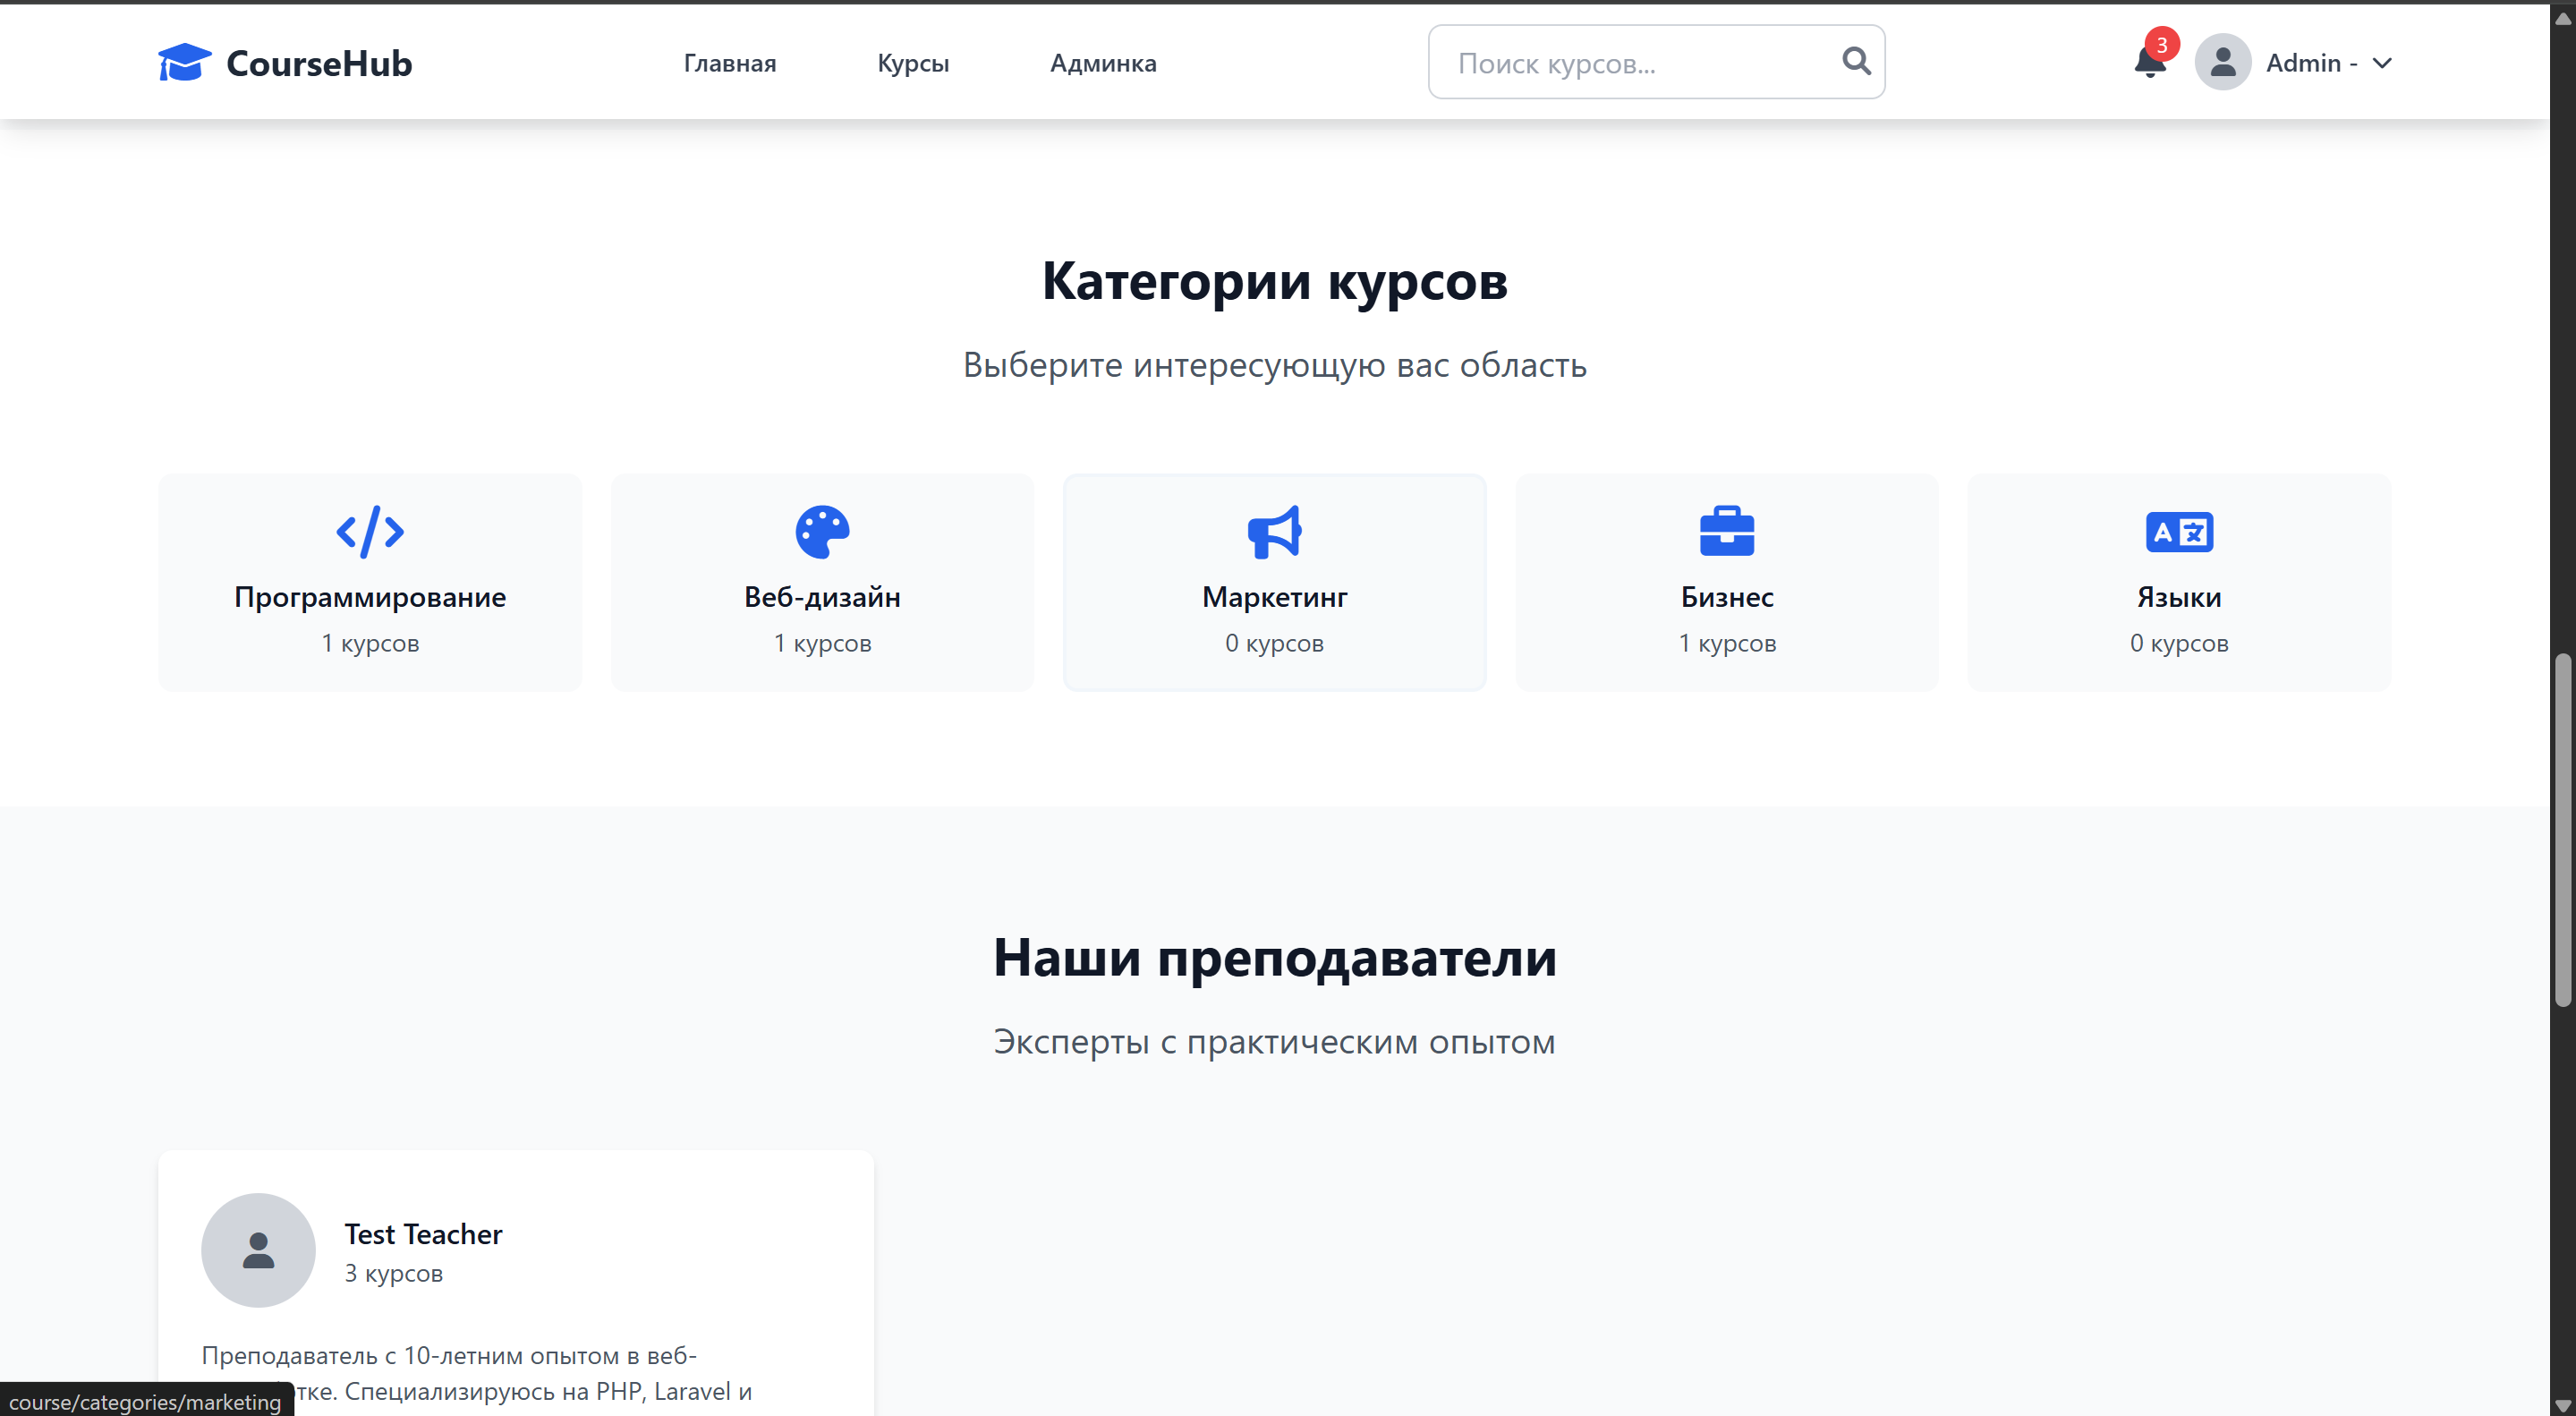 CourseHub
Главная
Курсы
Админка
Поиск курсов...
3
Admin -
Категории курсов
Выберите интересующую вас область
Программирование
1 курсов
Веб-дизайн
1 курсов
Маркетинг
0 курсов
Бизнес
1 курсов
Языки
0 курсов
Наши преподаватели
Эксперты с практическим опытом
Test Teacher
3 курсов
Преподаватель с 10-летним опытом в веб-
тке. Специализируюсь на PHP, Laravel и
course/categories/marketing